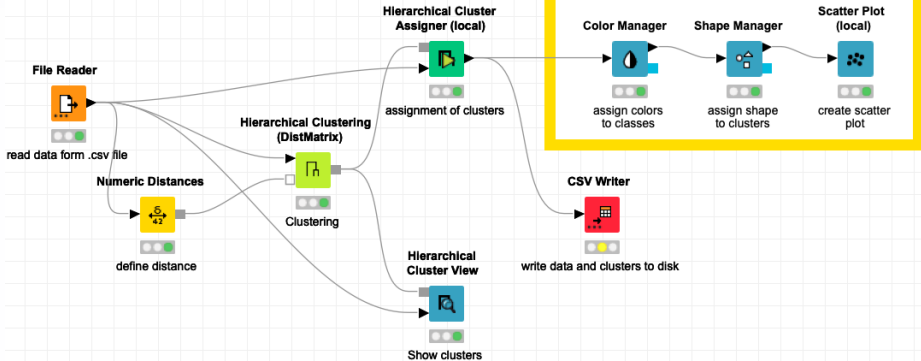 Hierarchical Cluster
Assigner (local)
assignment of clusters
Color Manager
assign colors
to classes
Shape Manager
assign shape
to clusters
Scatter Plot
(local)
create scatter
plot
File Reader
read data form .csv file
Hierarchical Clustering
(DistMatrix)
Clustering
Numeric Distances
δ
42
define distance
CSV Writer
write data and clusters to disk
Hierarchical
Cluster View
Show clusters